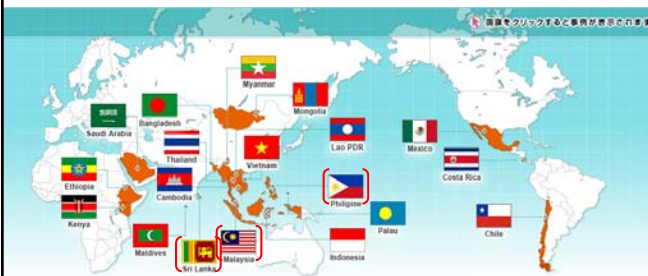 国旗をクリックすると事例が表示されます
Myanmar
Mongolia
Bangladesh
Saudi Arabia
Lao PDR
Mexico
Thailand
Vietnam
Costa Rica
Ethiopia
Cambodia
Philipine
Kenya
Palau
Chile
Maldives
Sri Lanka
Malaysia
Indonesia